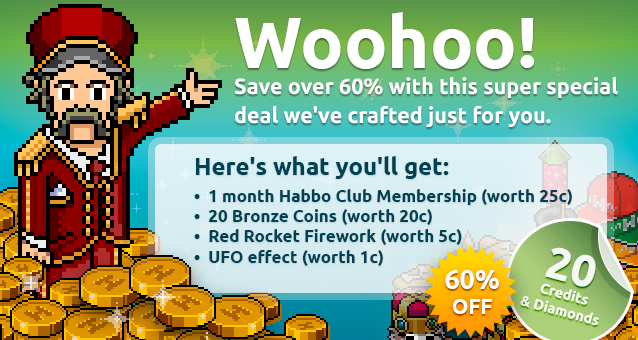 Woohoo!
Save over 60% with this super special
deal we've crafted just for you.
Here's what you'll get:
• 1 month Habbo Club Membership (worth 25c)
• 20 Bronze Coins (worth 20c)
• Red Rocket Firework (worth 5c)
• UFO effect (worth 1c)
60%
OFF
20
Credits
& Diamonds